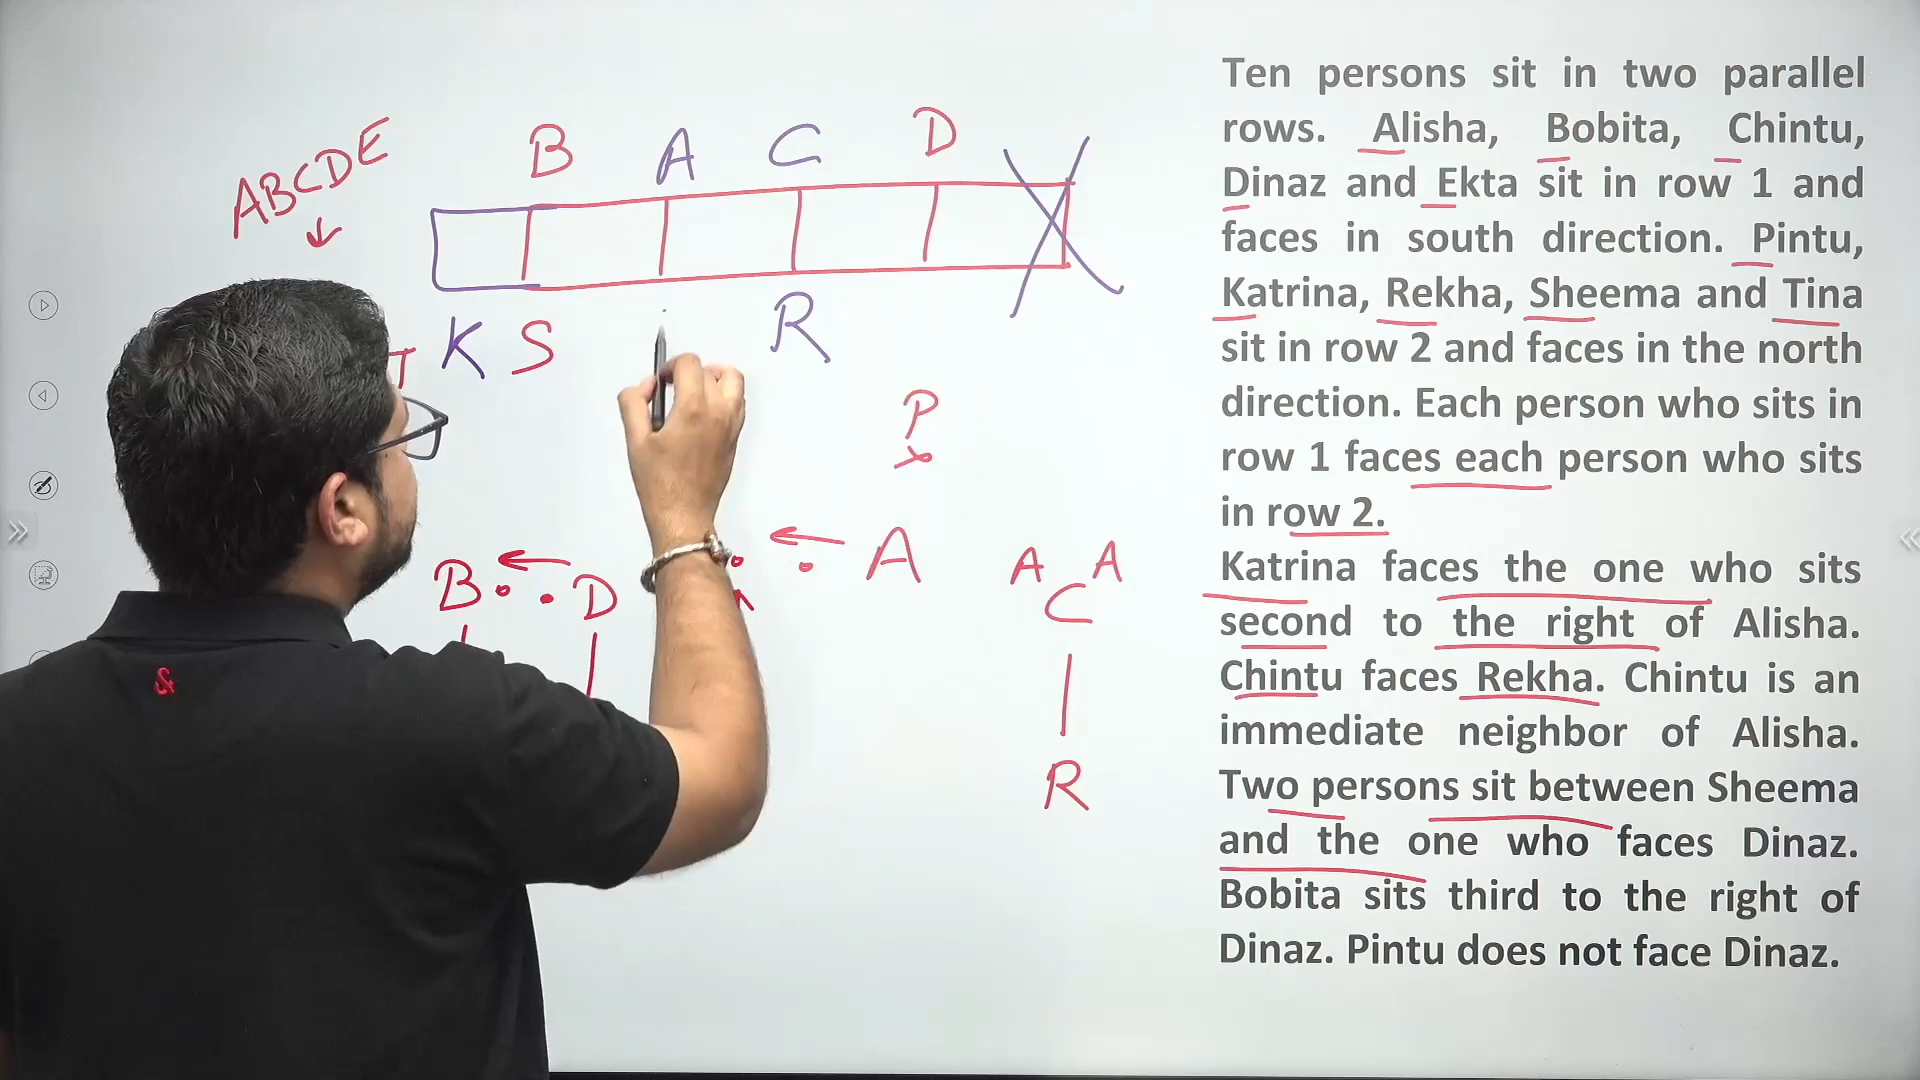 Ten persons sit in two parallel
rows. Alisha, Bobita, Chintu,
Dinaz and Ekta sit in row 1 and
faces in south direction. Pintu,
Katrina, Rekha, Sheema and Tina
sit in row 2 and faces in the north
direction. Each person who sits in
row 1 faces each person who sits
in row 2.
Katrina faces the one who sits
second to the right of Alisha.
Chintu faces Rekha. Chintu is an
immediate neighbor of Alisha.
Two persons sit between Sheema
and the one who faces Dinaz.
Bobita sits third to the right of
Dinaz. Pintu does not face Dinaz.
ABCDE
B A C D
T K S R
P
B D A
A C A
R